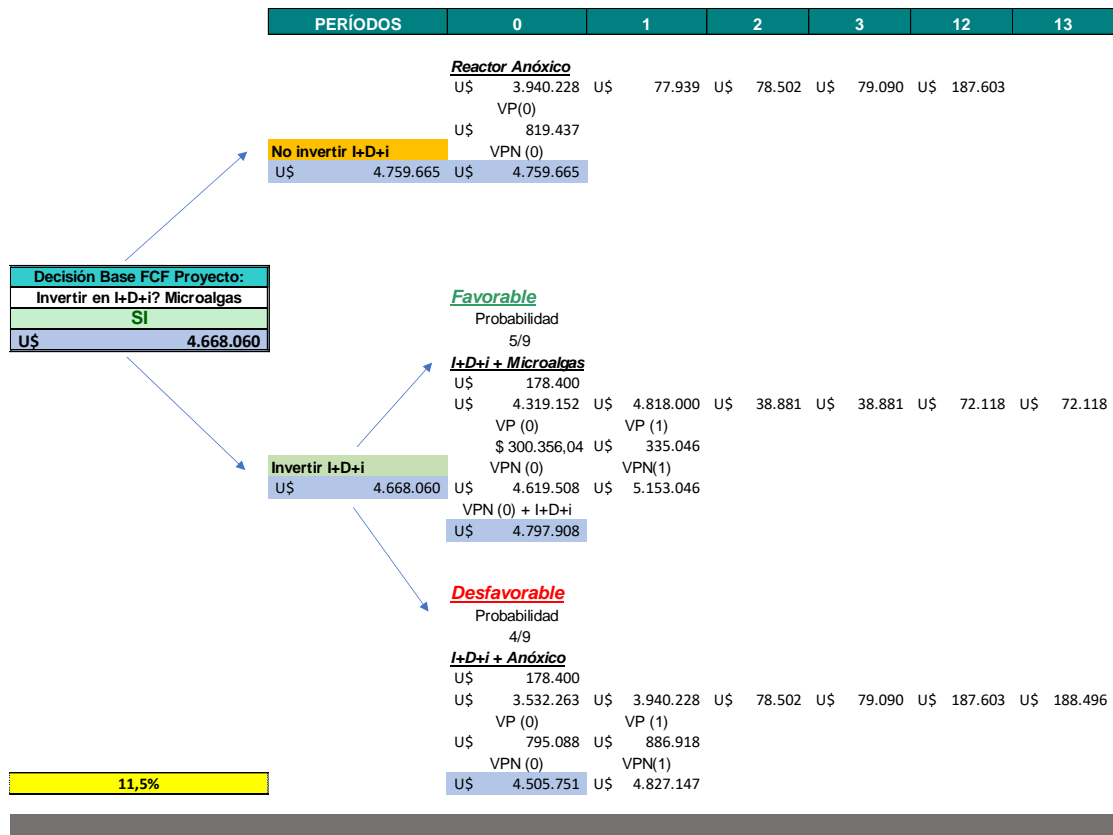 PERÍODOS 0 1 2 3 12 13
Reactor Anóxico
U$ 3.940.228 U$ 77.939 U$ 78.502 U$ 79.090 U$ 187.603
VP(0)
U$ 819.437
No invertir I+D+i VPN (0)
U$ 4.759.665 U$ 4.759.665
Decisión Base FCF Proyecto:
Invertir en I+D+i? Microalgas
SI
U$ 4.668.060
Favorable
Probabilidad
5/9
I+D+i + Microalgas
U$ 178.400
U$ 4.319.152 U$ 4.818.000 U$ 38.881 U$ 38.881 U$ 72.118 U$ 72.118
VP (0) VP (1)
$ 300.356,04 U$ 335.046
Invertir I+D+i VPN (0) VPN(1)
U$ 4.668.060 U$ 4.619.508 U$ 5.153.046
VPN (0) + I+D+i
U$ 4.797.908
Desfavorable
Probabilidad
4/9
I+D+i + Anóxico
U$ 178.400
U$ 3.532.263 U$ 3.940.228 U$ 78.502 U$ 79.090 U$ 187.603 U$ 188.496
VP (0) VP (1)
U$ 795.088 U$ 886.918
VPN (0) VPN(1)
11,5% U$ 4.505.751 U$ 4.827.147